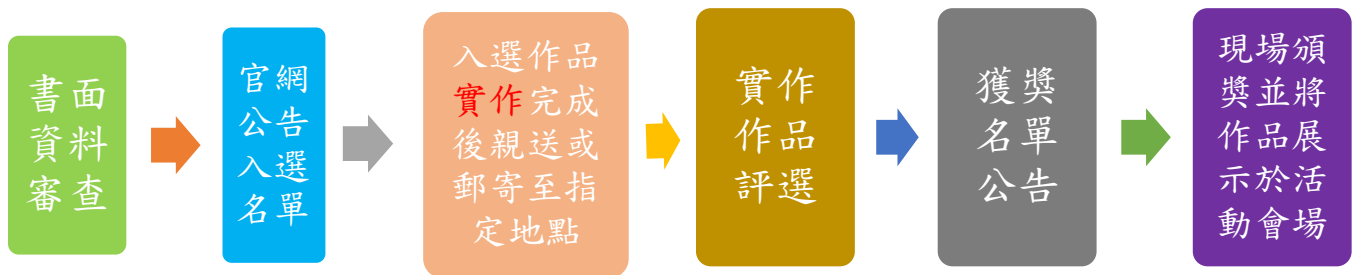 書面
資料
審查
官網
公告
入選
名單
入選作品
實作完成
後親送或
郵寄至指
定地點
實作
作品
評選
獲獎
名單
公告
現場頒
獎並將
作品展
示於活
動會場